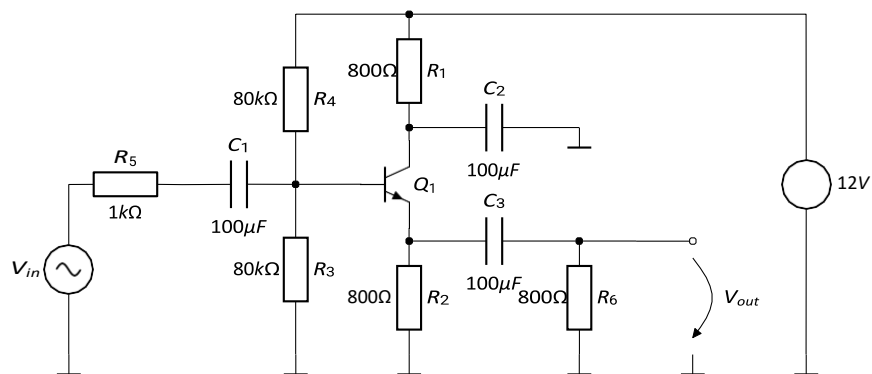 800Ω R1
C2
80kΩ R4
C1
R5
100μF
Q1
12V
C3
1kΩ
100μF
Vin
80kΩ R3
800Ω R2
100μF
800Ω R6
Vout